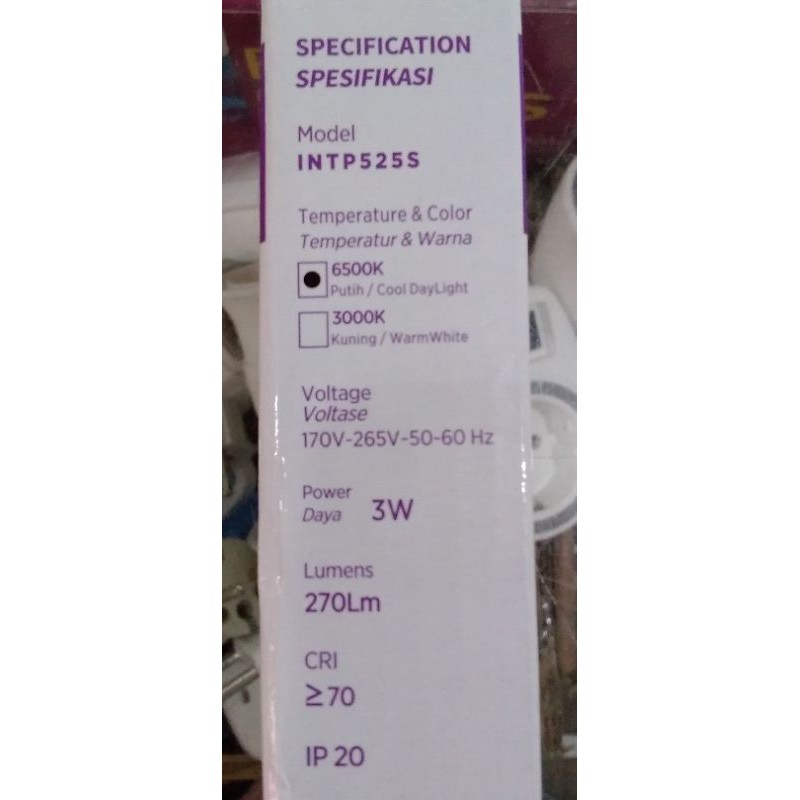 SPECIFICATION
SPESIFIKASI
Model
INTP525S
Temperature & Color
Temperatur & Warna
6500K
Putih / Cool DayLight
3000K
Kuning / WarmWhite
Voltage
Voltase
170V-265V-50-60 Hz
Power
Daya 3W
Lumens
270Lm
CRI
≥70
IP 20